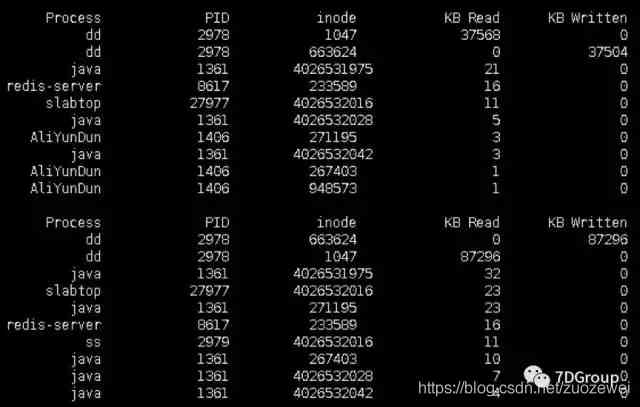 Process PID inode KB Read KB Written
dd 2978 1047 37568 0
dd 2978 663624 0 37504
java 1361 4026531975 21 0
redis-server 8617 233589 16 0
slabtop 27977 4026532016 11 0
java 1361 4026532028 5 0
AliYunDun 1406 271195 3 0
java 1361 4026532042 3 0
AliYunDun 1406 267403 1 0
AliYunDun 1406 948573 1 0
Process PID inode KB Read KB Written
dd 2978 663624 0 87296
dd 2978 1047 87296 0
java 1361 4026531975 32 0
slabtop 27977 4026532016 23 0
java 1361 271195 23 0
redis-server 8617 233589 16 0
ss 2979 4026532016 11 0
java 1361 267403 10 0
java 1361 4026532028 7 0
java 1361 4026532042 4 0
7DGroup
https://blog.csdn.net/zuozewei